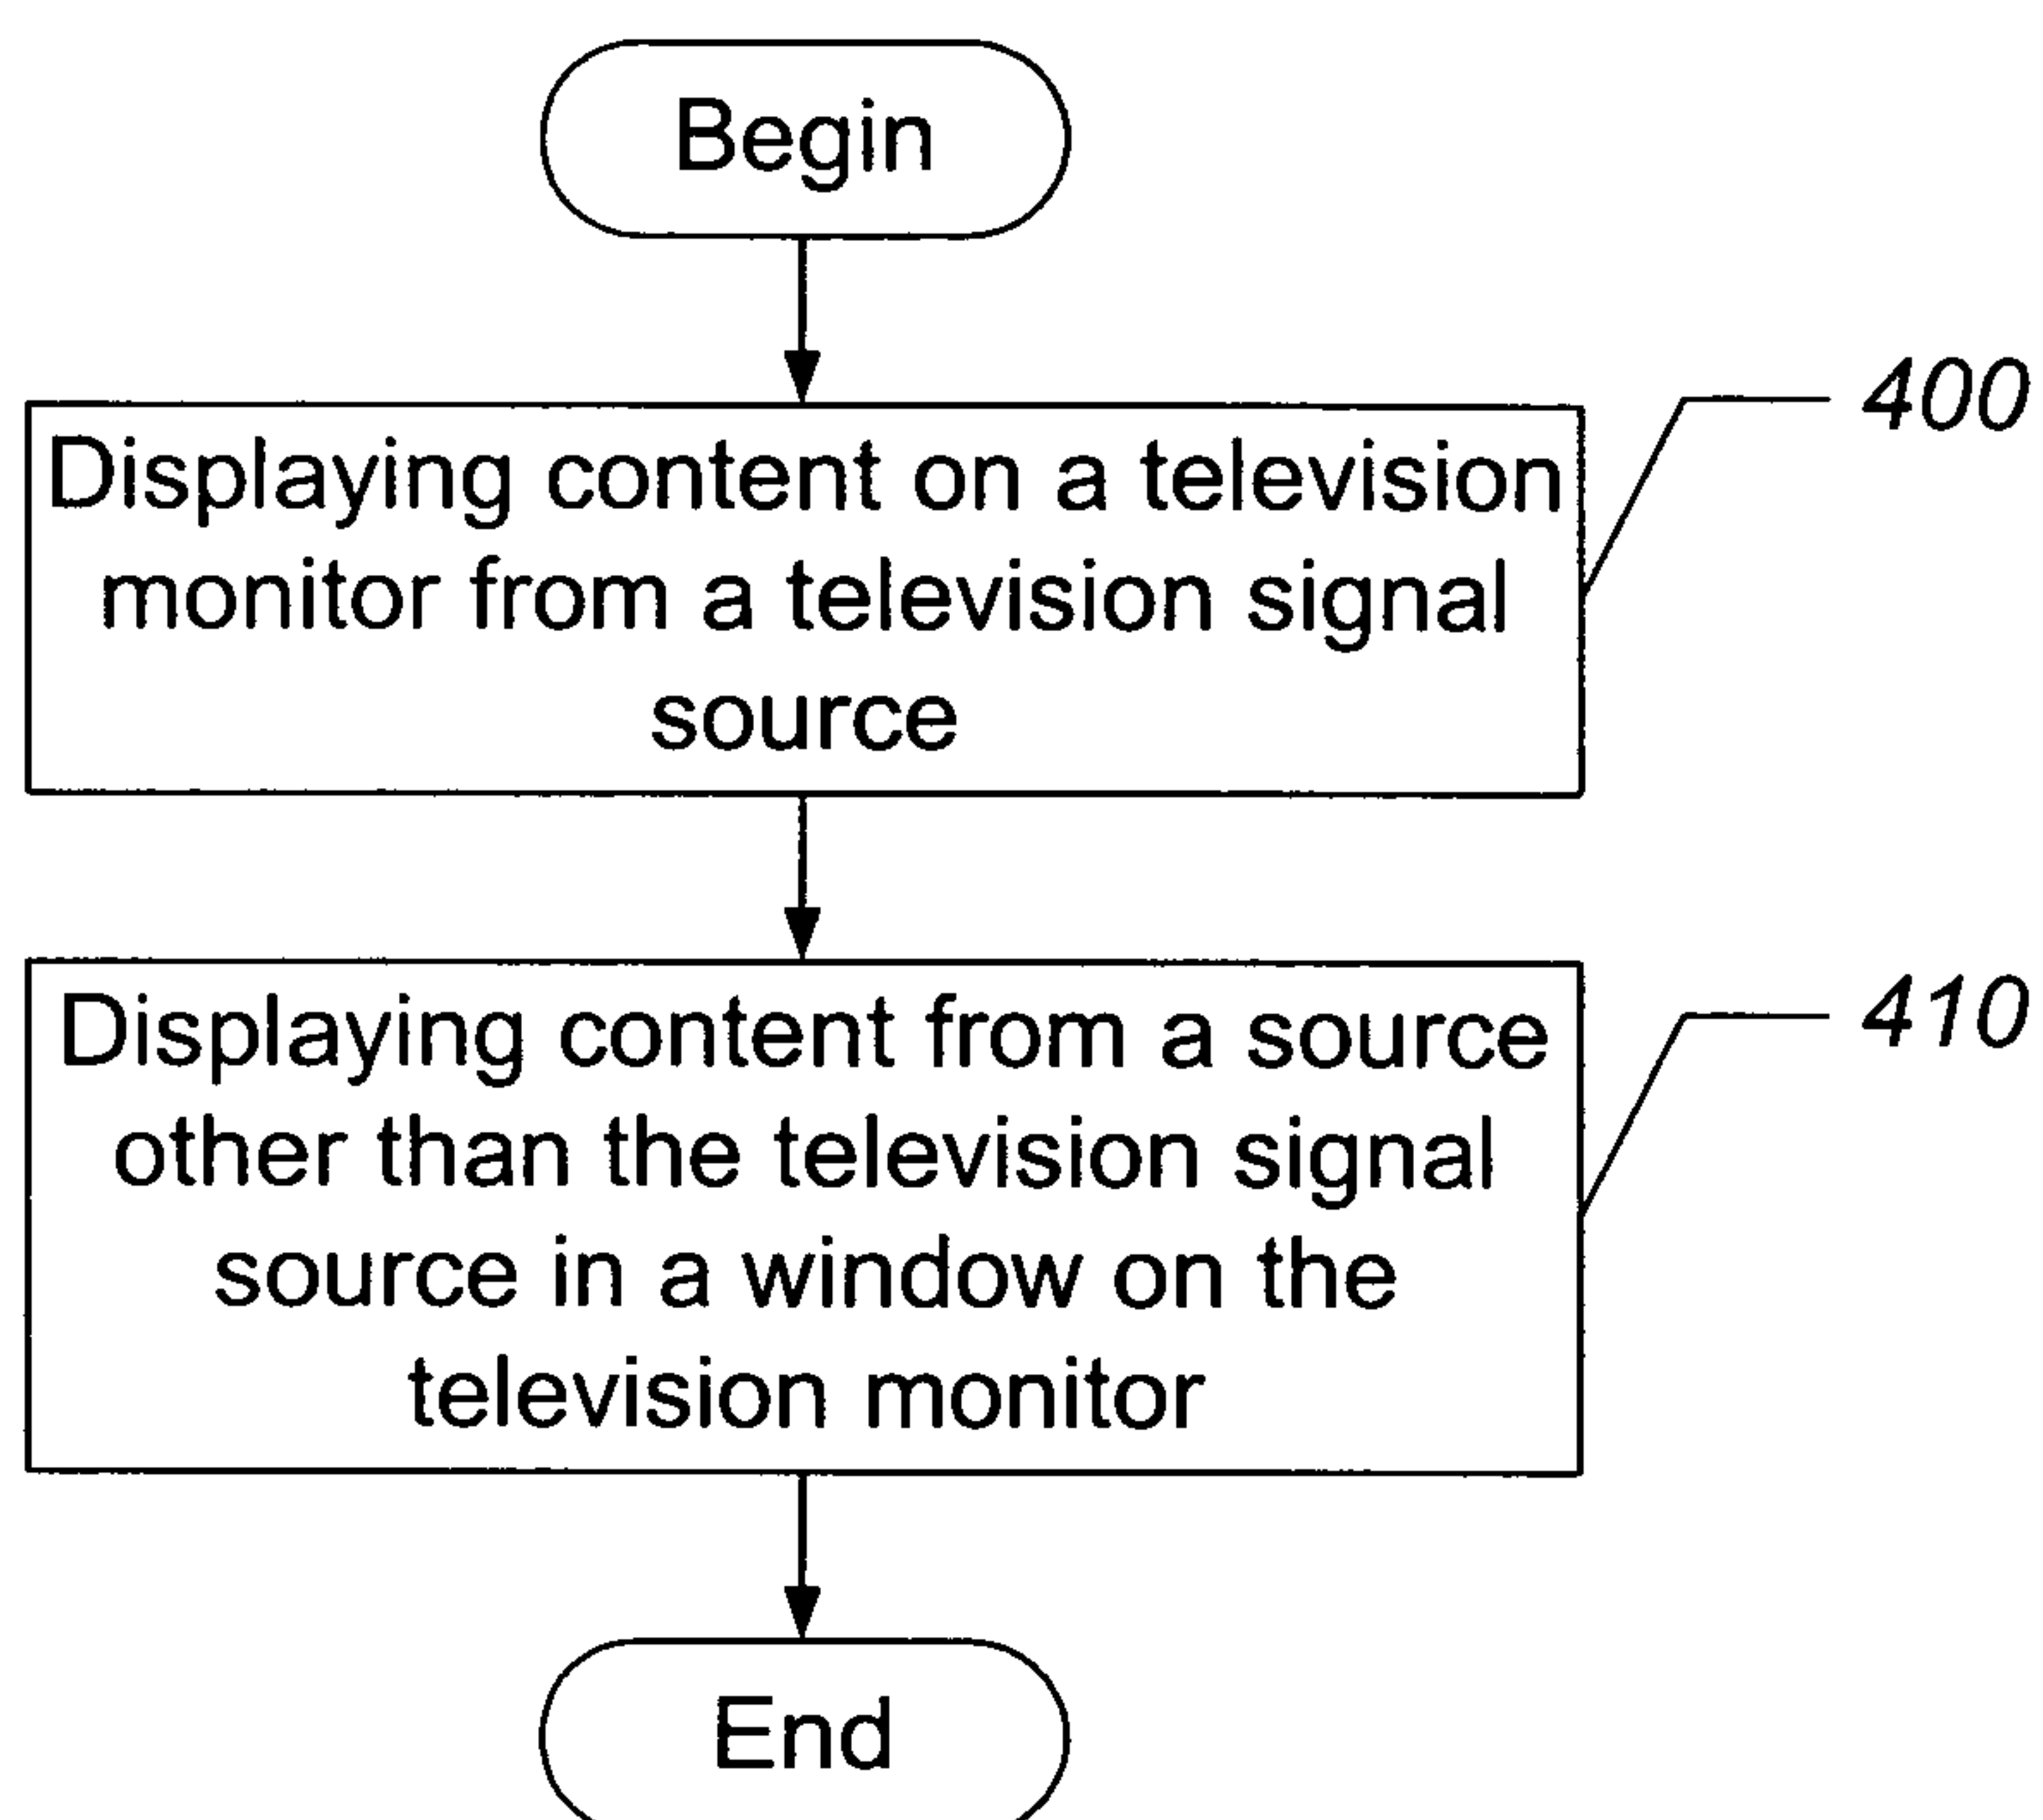 Begin
400
Displaying content on a television
monitor from a television signal
source
410
Displaying content from a source
other than the television signal
source in a window on the
television monitor
End